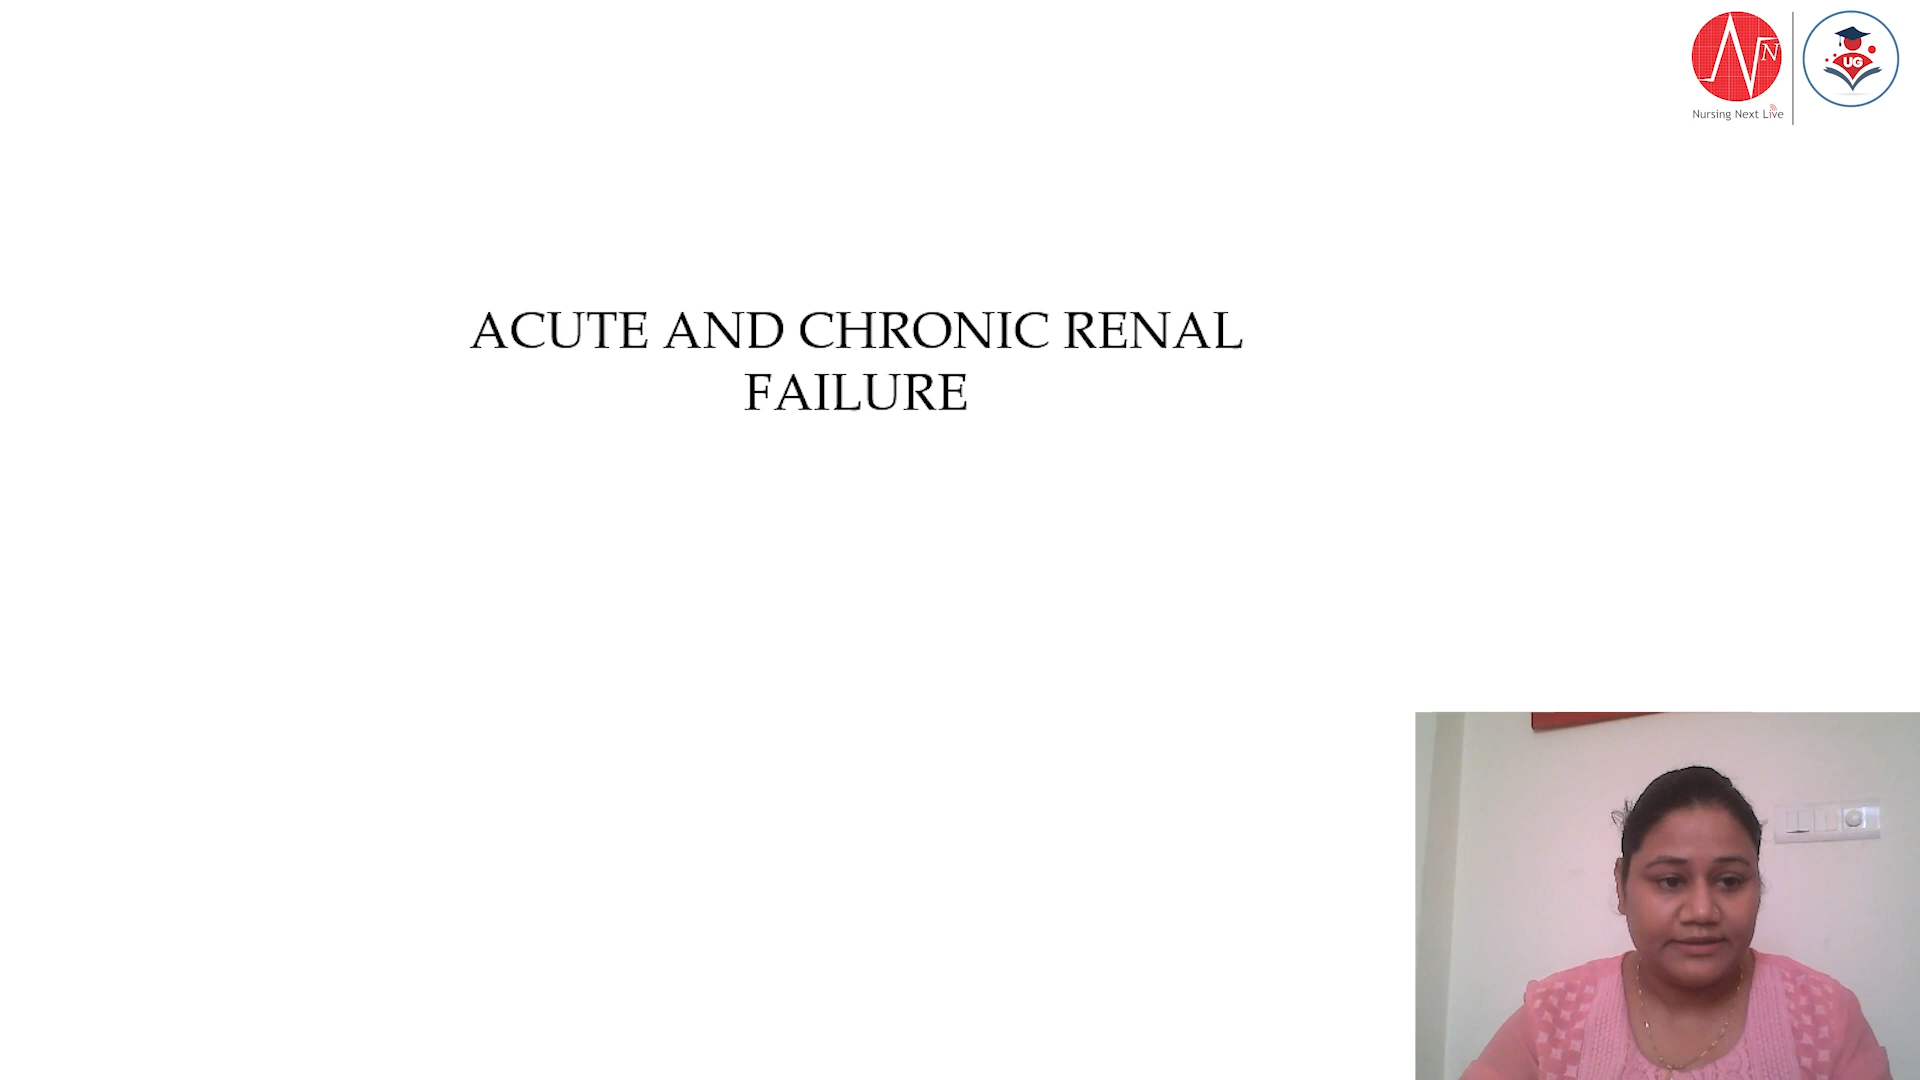 N
UG
Nursing Next Live
ACUTE AND CHRONIC RENAL
FAILURE